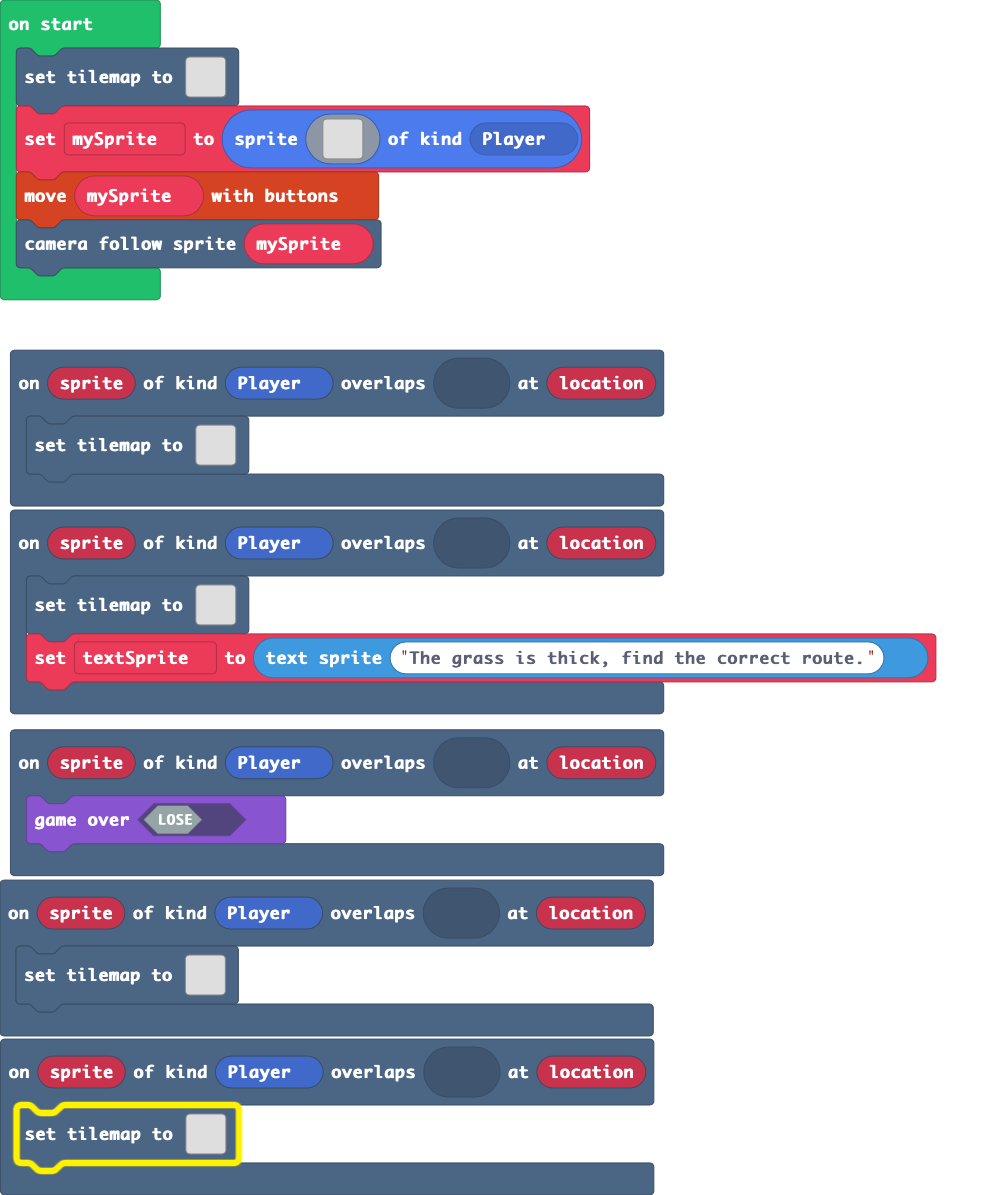 on start
set tilemap to
set mySprite to sprite of kind Player
move mySprite with buttons
camera follow sprite mySprite
on sprite of kind Player overlaps at location
set tilemap to
on sprite of kind Player overlaps at location
set tilemap to
set textSprite to text sprite "The grass is thick, find the correct route."
on sprite of kind Player overlaps at location
game over LOSE
on sprite of kind Player overlaps at location
set tilemap to
on sprite of kind Player overlaps at location
set tilemap to